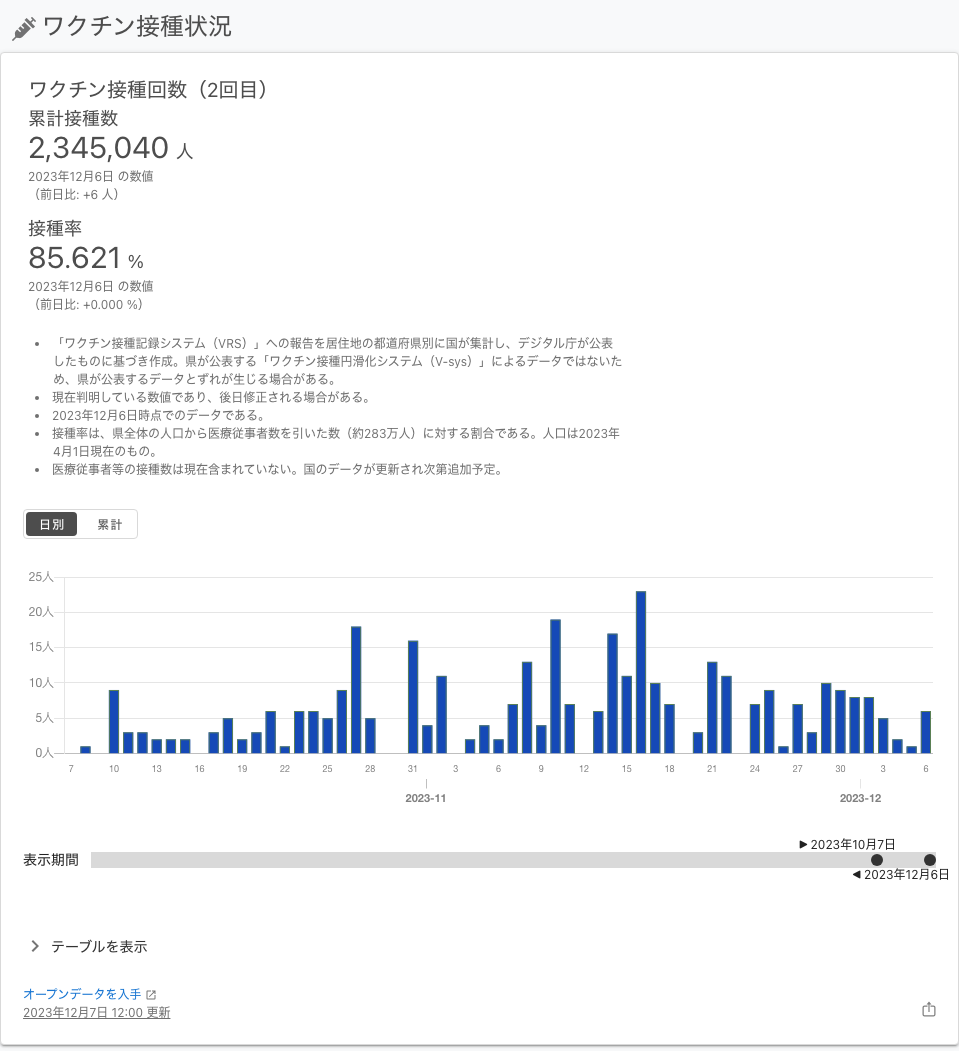 ワクチン接種状況
ワクチン接種回数（2回目）
累計接種数
2,345,040 人
2023年12月6日 の数値
（前日比: +6 人）
接種率
85.621 %
2023年12月6日 の数値
（前日比: +0.000 %）
• 「ワクチン接種記録システム（VRS）」への報告を居住地の都道府県別に国が集計し、デジタル庁が公表
したものに基づき作成。県が公表する「ワクチン接種円滑化システム（V-sys）」によるデータではないた
め、県が公表するデータとずれが生じる場合がある。
• 現在判明している数値であり、後日修正される場合がある。
• 2023年12月6日時点でのデータである。
• 接種率は、県全体の人口から医療従事者数を引いた数（約283万人）に対する割合である。人口は2023年
4月1日現在のもの。
• 医療従事者等の接種数は現在含まれていない。国のデータが更新され次第追加予定。
日別 累計
25人
20人
15人
10人
5人
0人
7 10 13 16 19 22 25 28 31 3 6 9 12 15 18 21 24 27 30 3 6
2023-11 2023-12
▶ 2023年10月7日
表示期間
◀ 2023年12月6日
テーブルを表示
オープンデータを入手
2023年12月7日 12:00 更新